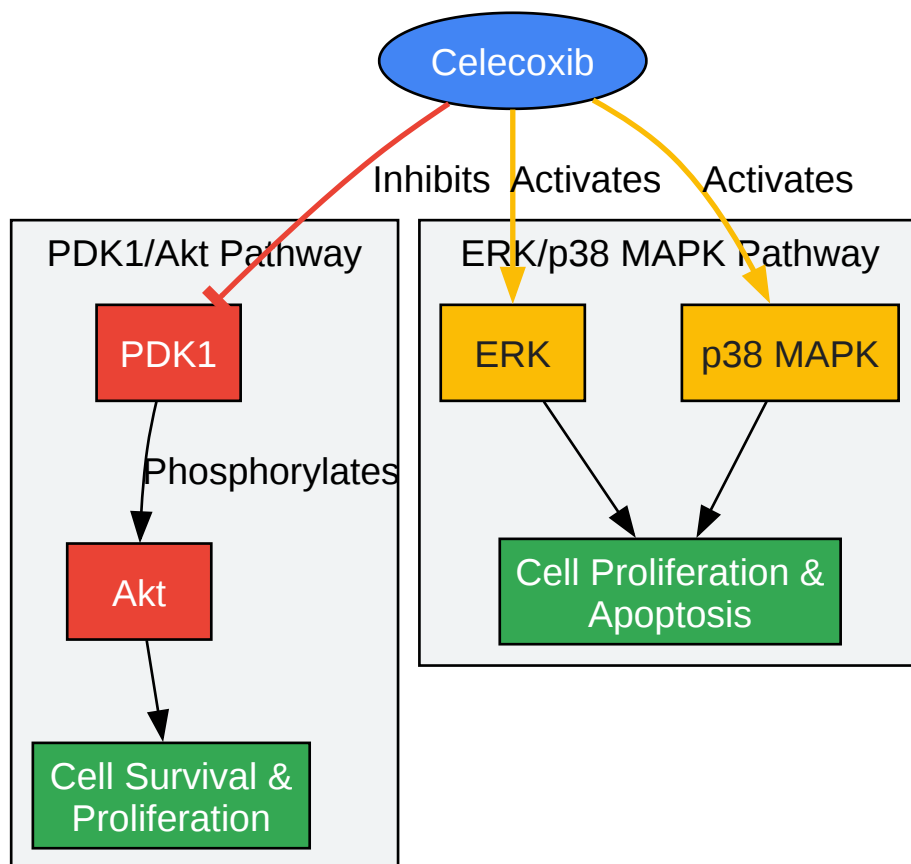 Celecoxib
Inhibits
Activates
Activates
PDK1/Akt Pathway
ERK/p38 MAPK Pathway
PDK1
ERK
p38 MAPK
Phosphorylates
Akt
Cell Proliferation &
Apoptosis
Cell Survival &
Proliferation